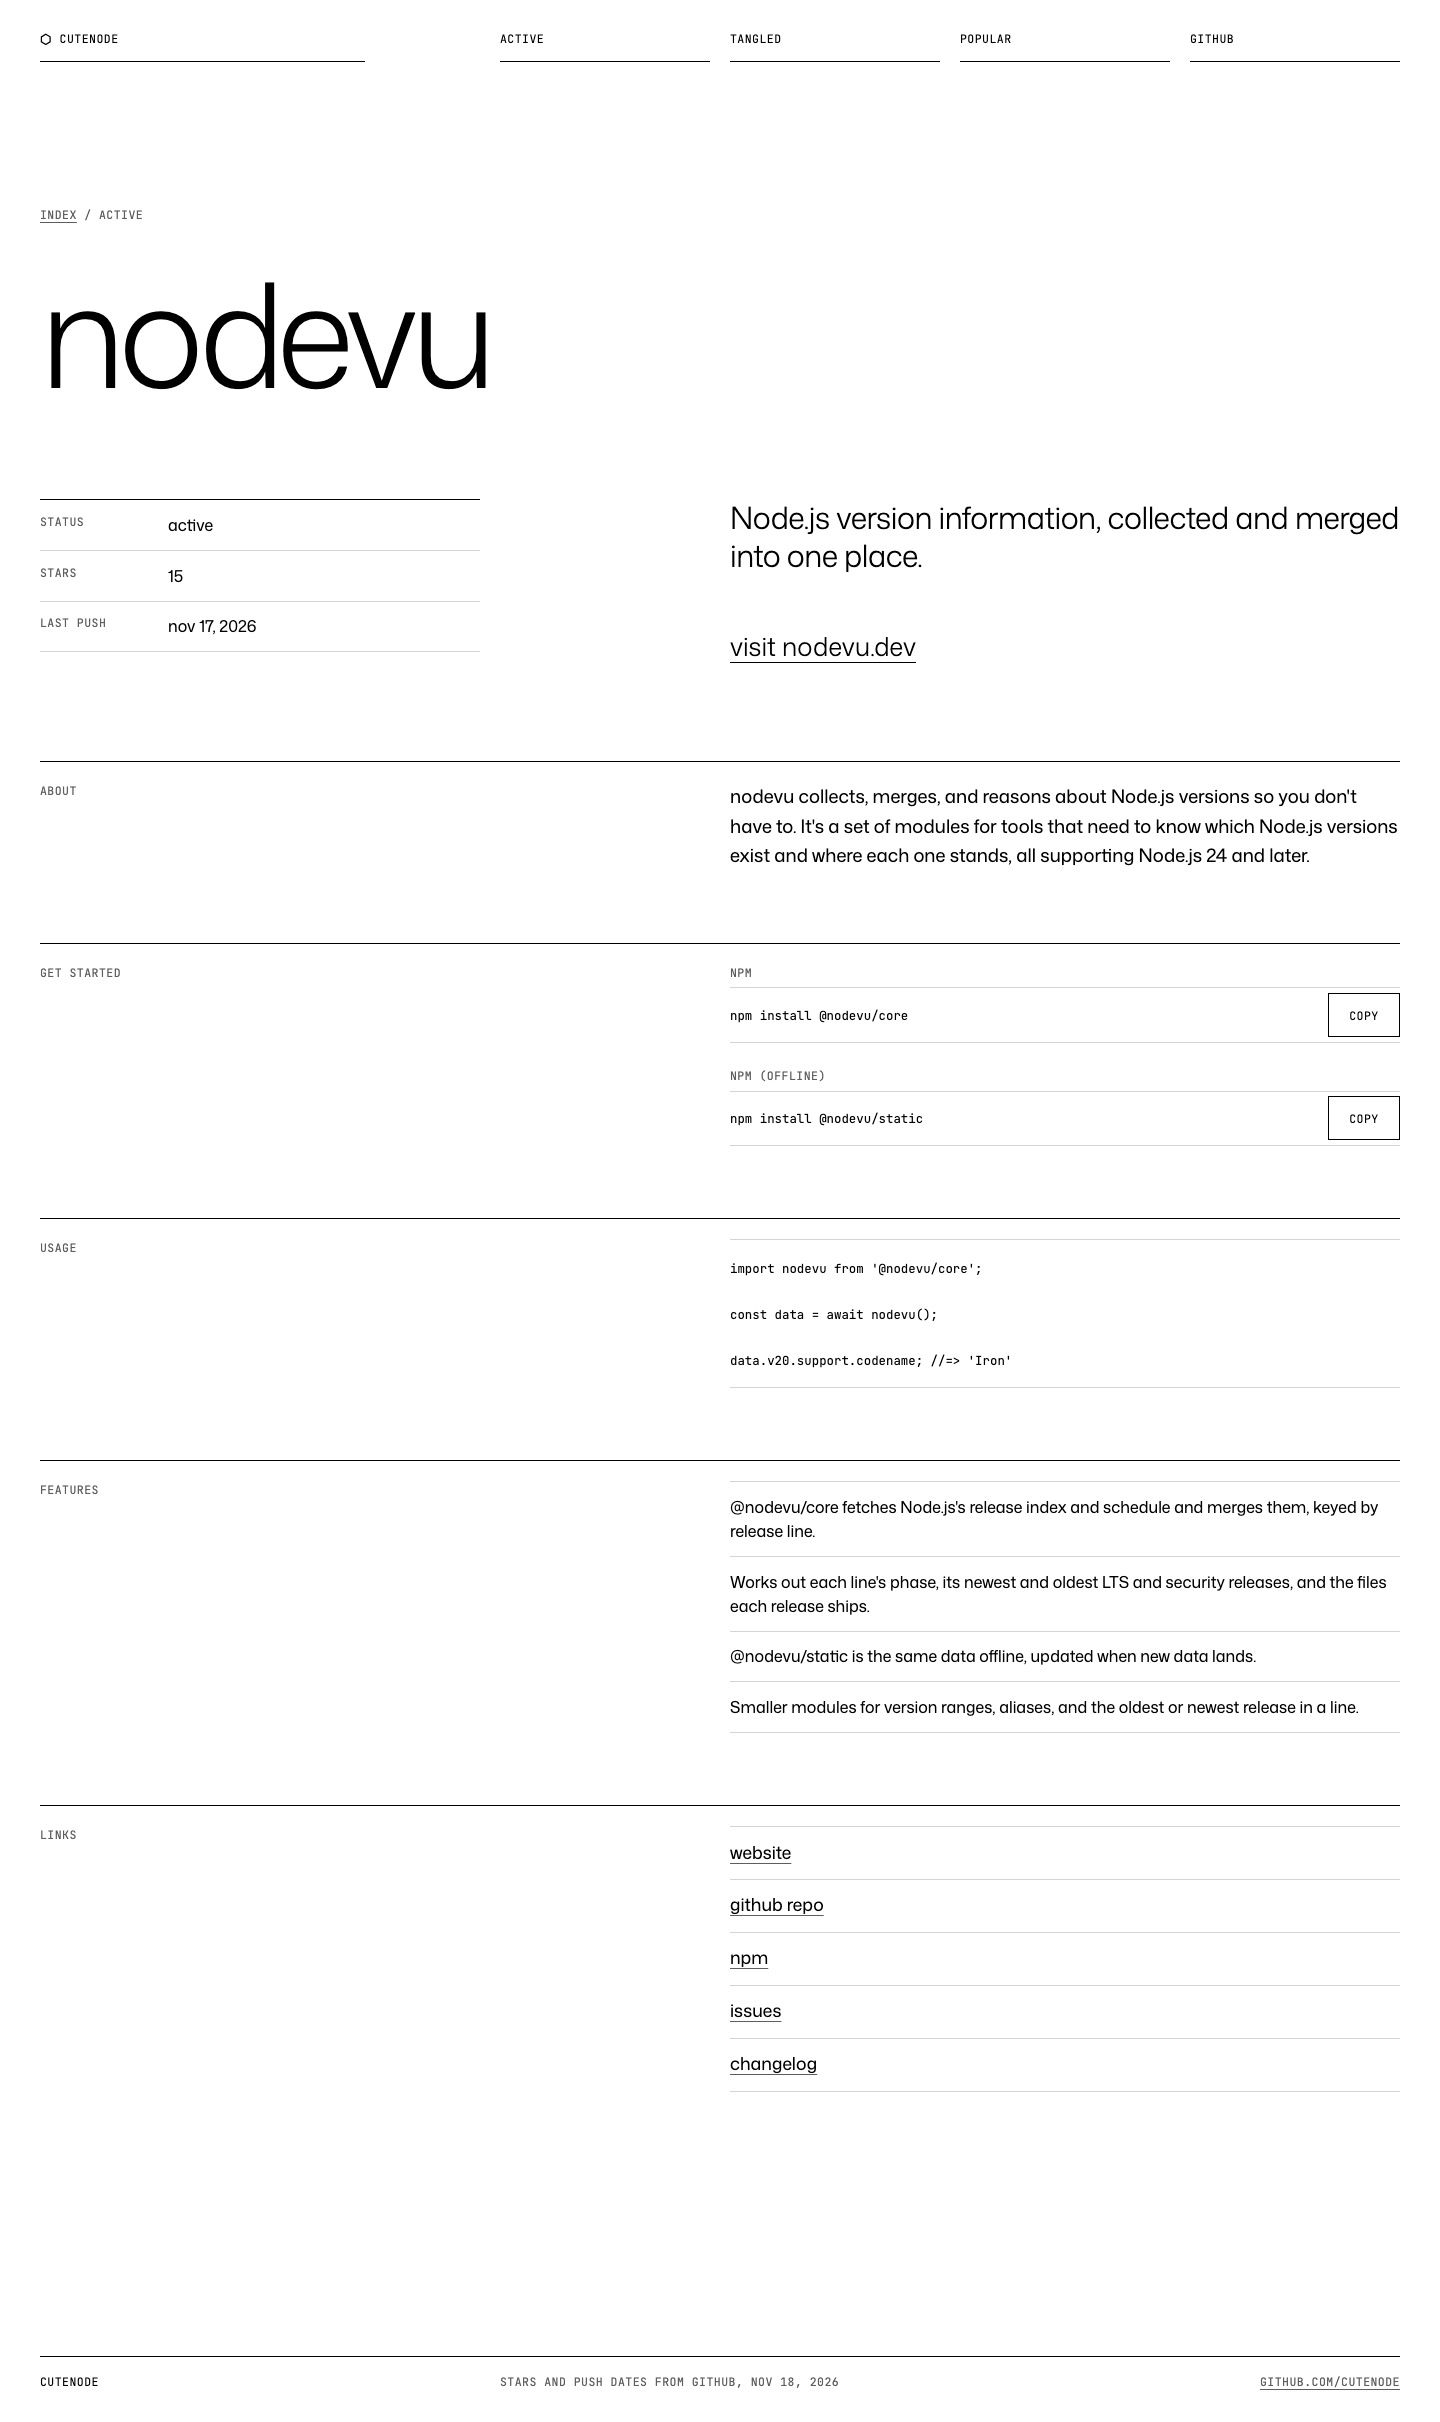 CUTENODE
ACTIVE
TANGLED
POPULAR
GITHUB
INDEX / ACTIVE
nodevu
STATUS active
STARS 15
LAST PUSH nov 17, 2026
Node.js version information, collected and merged
into one place.
visit nodevu.dev
ABOUT
nodevu collects, merges, and reasons about Node.js versions so you don't
have to. It's a set of modules for tools that need to know which Node.js versions
exist and where each one stands, all supporting Node.js 24 and later.
GET STARTED
NPM
npm install @nodevu/core
COPY
NPM (OFFLINE)
npm install @nodevu/static
COPY
USAGE
import nodevu from '@nodevu/core';
const data = await nodevu();
data.v20.support.codename; //=> 'Iron'
FEATURES
@nodevu/core fetches Node.js's release index and schedule and merges them, keyed by
release line.
Works out each line's phase, its newest and oldest LTS and security releases, and the files
each release ships.
@nodevu/static is the same data offline, updated when new data lands.
Smaller modules for version ranges, aliases, and the oldest or newest release in a line.
LINKS
website
github repo
npm
issues
changelog
CUTENODE
STARS AND PUSH DATES FROM GITHUB, NOV 18, 2026
GITHUB.COM/CUTENODE